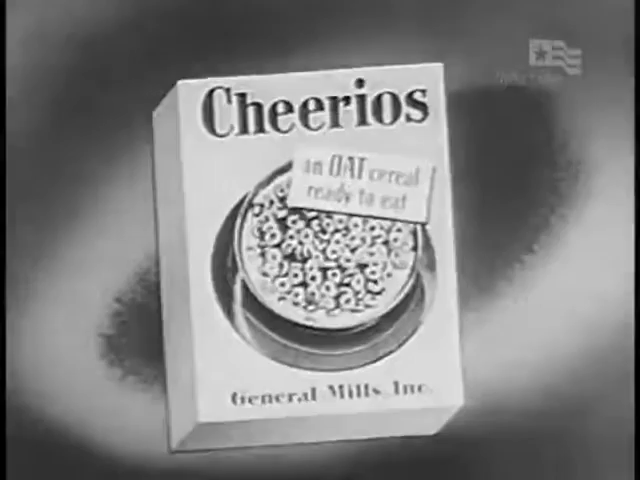 Cheerios
an OAT cereal
ready to eat
General Mills, Inc.